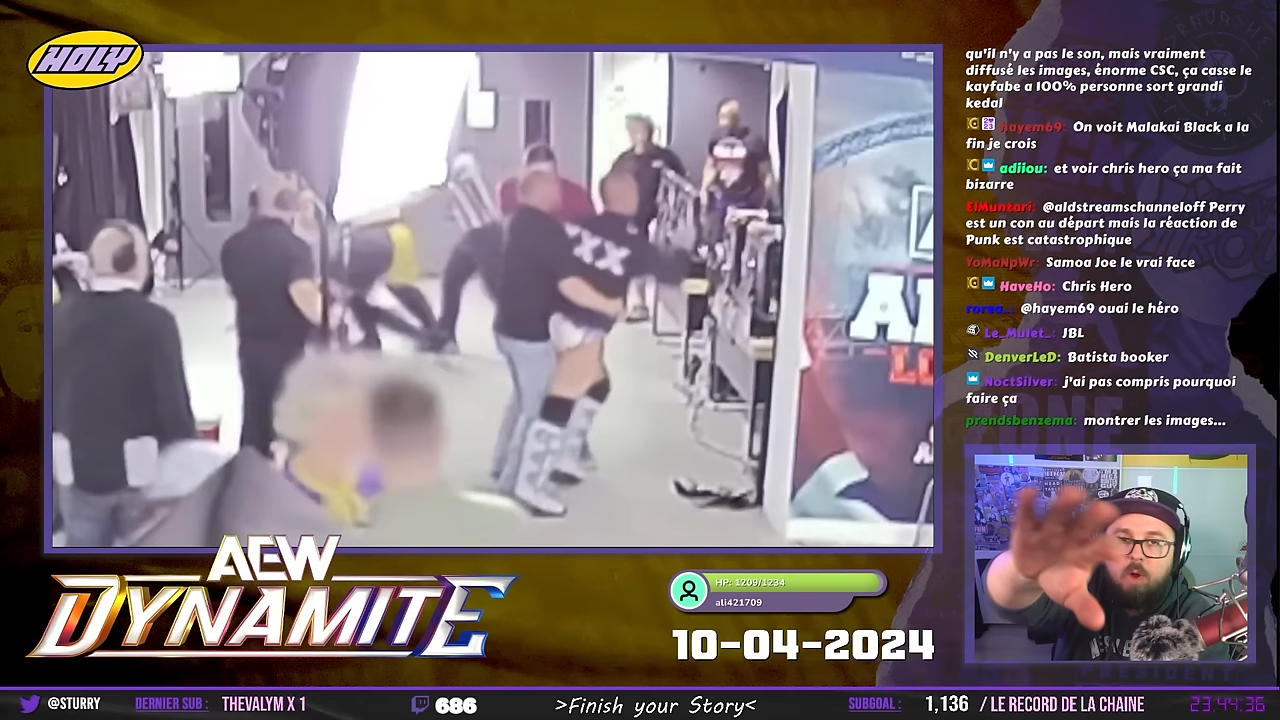 HOLY
qu'il n'y a pas le son, mais vraiment
diffusé les images, énorme CSC, ça casse le
kayfabe a 100% personne sort grandi
kedal
hayem69: On voit Malakai Black a la
fin je crois
adiiou: et voir chris hero ça ma fait
bizarre
ElMuntari: @aldstreamschanneloff Perry
est un con au départ mais la réaction de
Punk est catastrophique
YoMaNpWr: Samoa Joe le vrai face
HaveHo: Chris Hero
@hayem69 ouai le héro
Le_Mulet_: JBL
DenverLeD: Batista booker
NoctSilver: j'ai pas compris pourquoi
faire ça
prendsbenzema: montrer les images...
XX
AEW
DYNAMITE
HP: 1209/1234
ali421709
10-04-2024
@STURRY
DERNIER SUB : THEVALYM X 1
686
>Finish your Story<
SUBGOAL : 1,136 / LE RECORD DE LA CHAINE
23:44:36